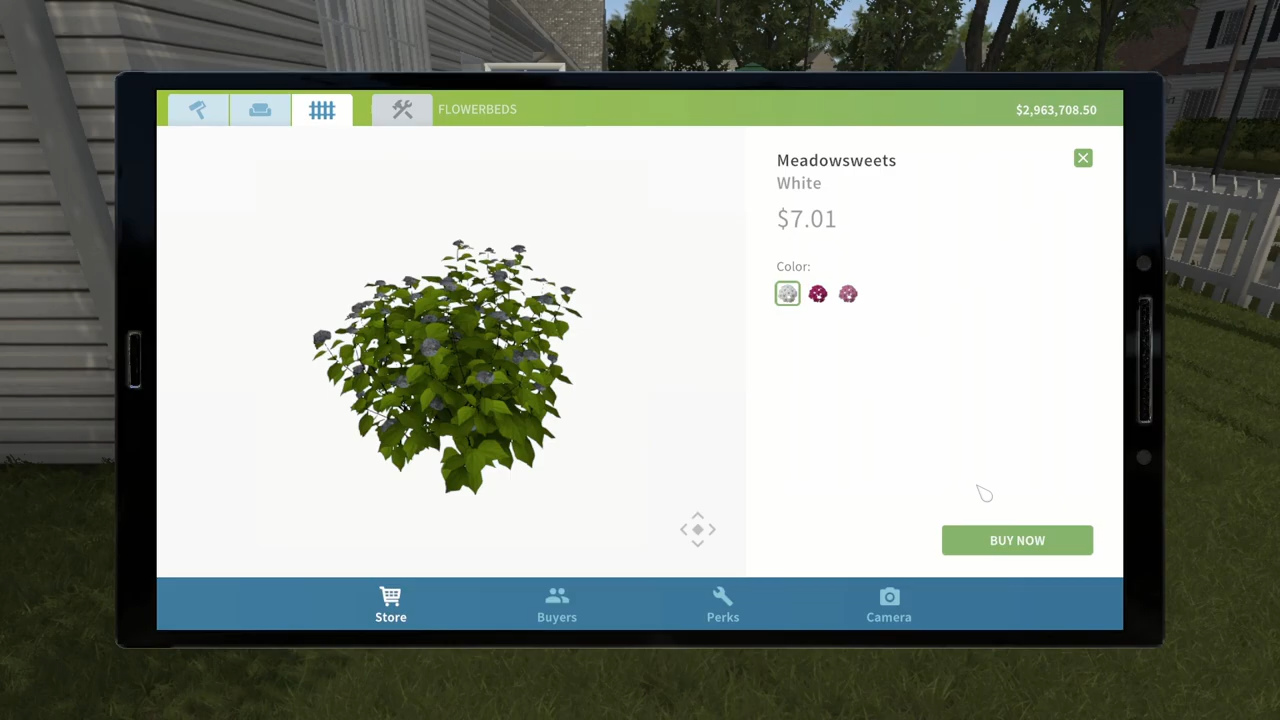 FLOWERBEDS
$2,963,708.50
Meadowsweets
White
$7.01
Color:
BUY NOW
Store
Buyers
Perks
Camera